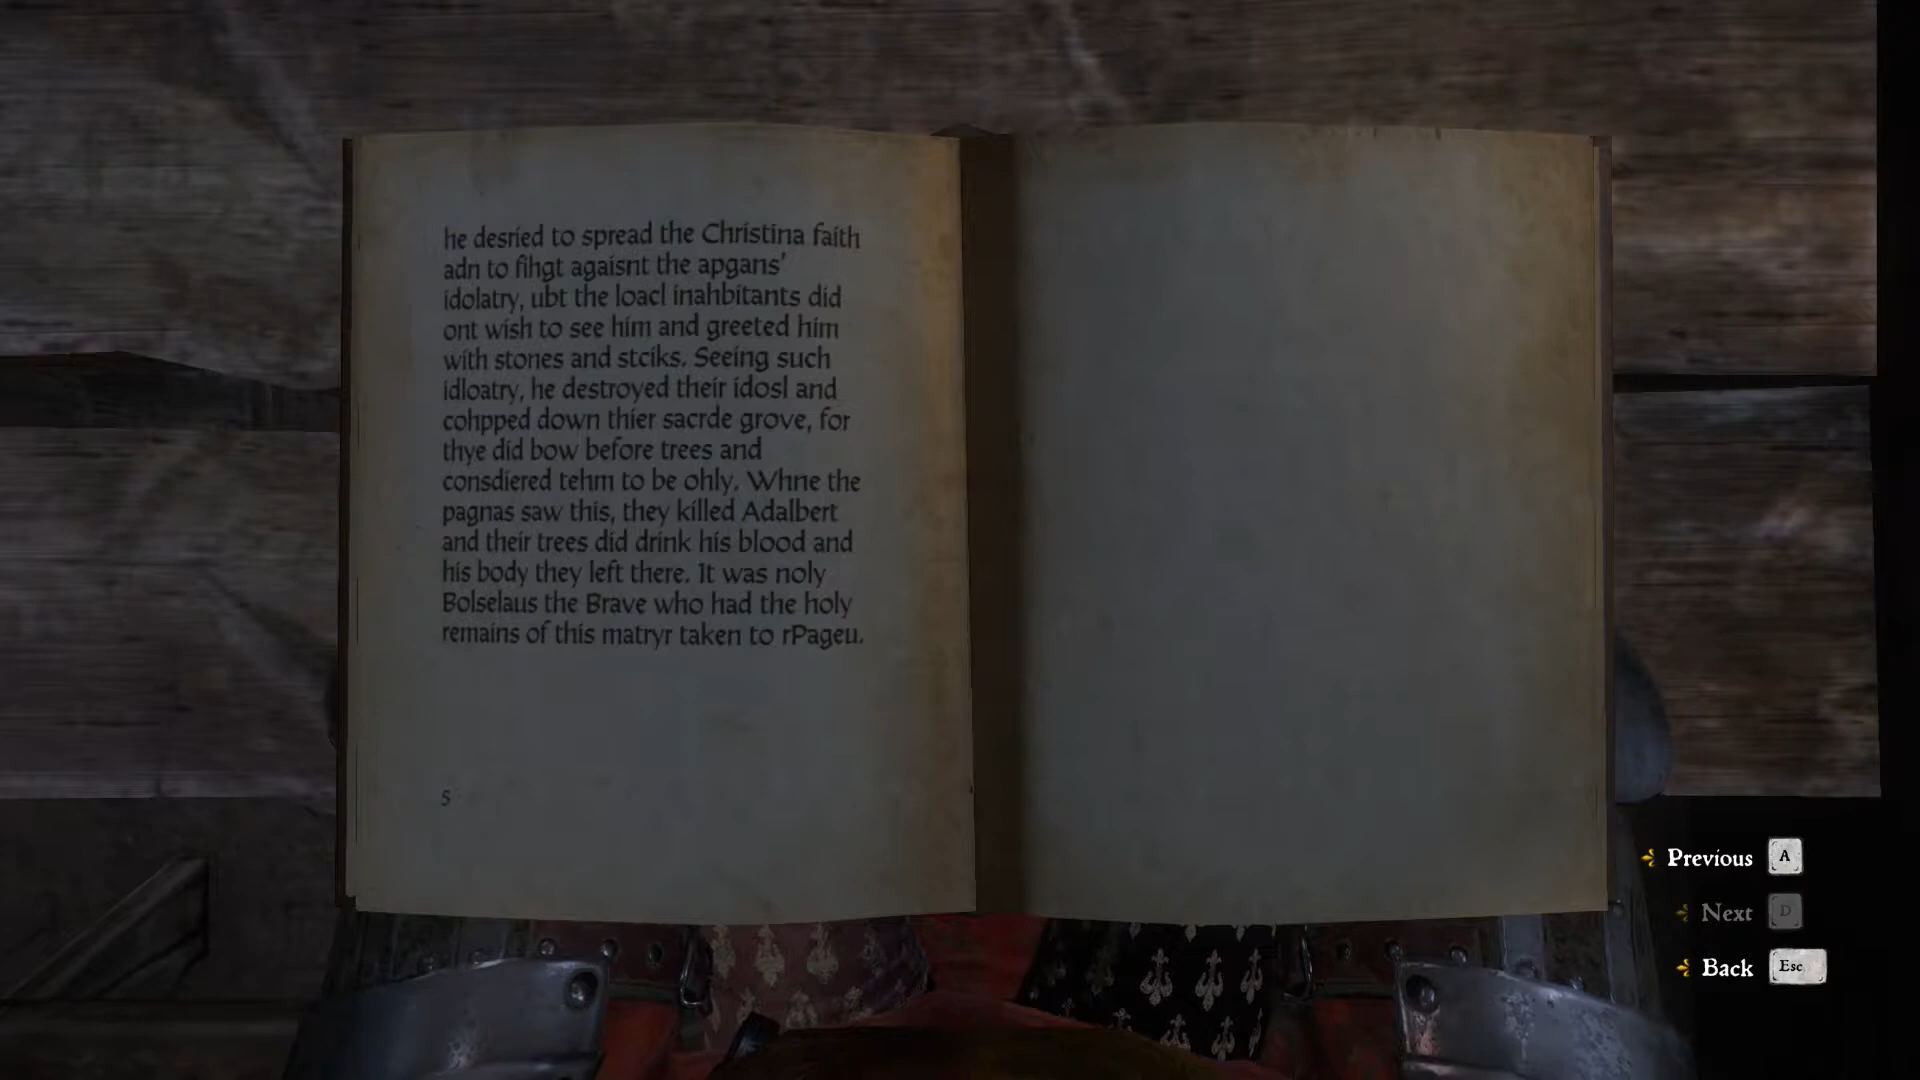 he desried to spread the Christina faith
adn to fihgt agaisnt the apgans'
idolatry, ubt the loacl inahbitants did
ont wish to see him and greeted him
with stones and stciks. Seeing such
idloatry, he destroyed their idosl and
cohpped down thier sacrde grove, for
thye did bow before trees and
consdiered tehm to be ohly. Whne the
pagnas saw this, they killed Adalbert
and their trees did drink his blood and
his body they left there. It was noly
Bolselaus the Brave who had the holy
remains of this matryr taken to rPageu.
5
Previous A
Next D
Back Esc